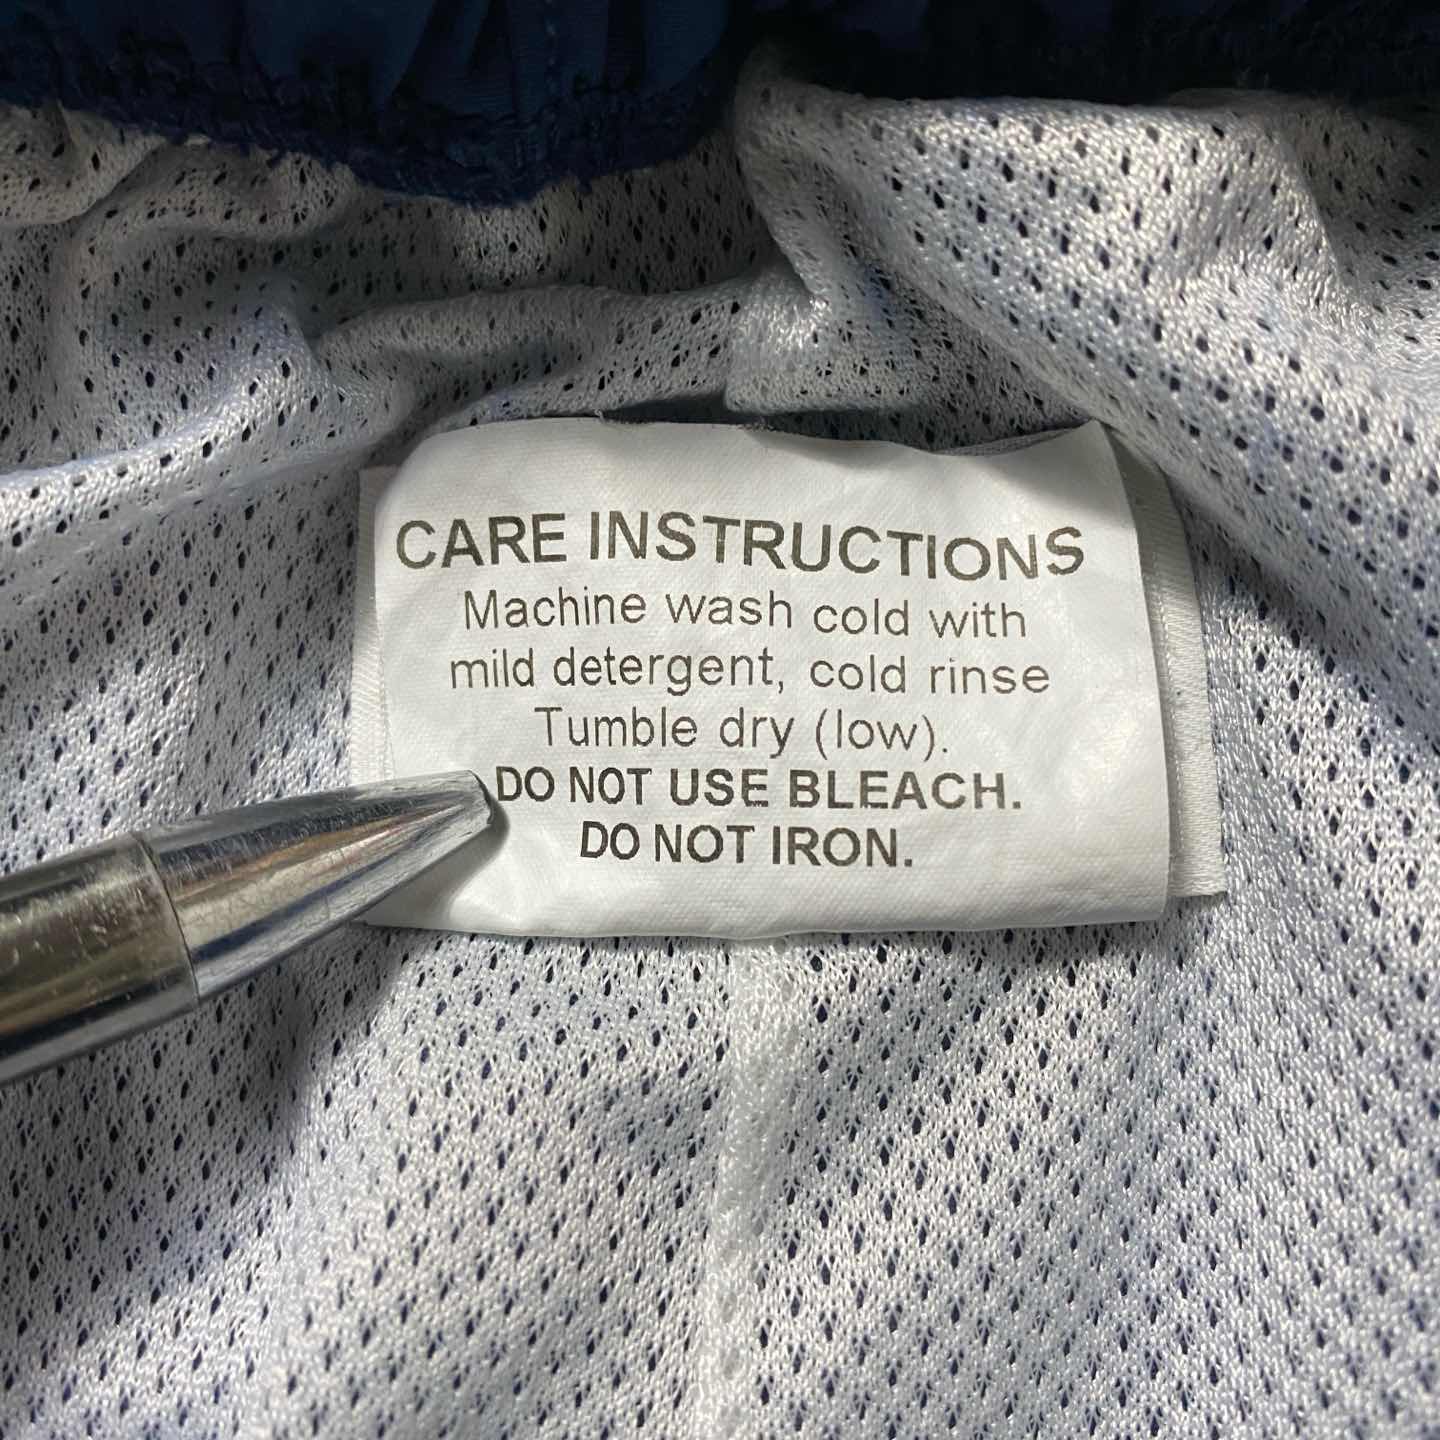 CARE INSTRUCTIONS
Machine wash cold with
mild detergent, cold rinse
Tumble dry (low).
DO NOT USE BLEACH.
DO NOT IRON.